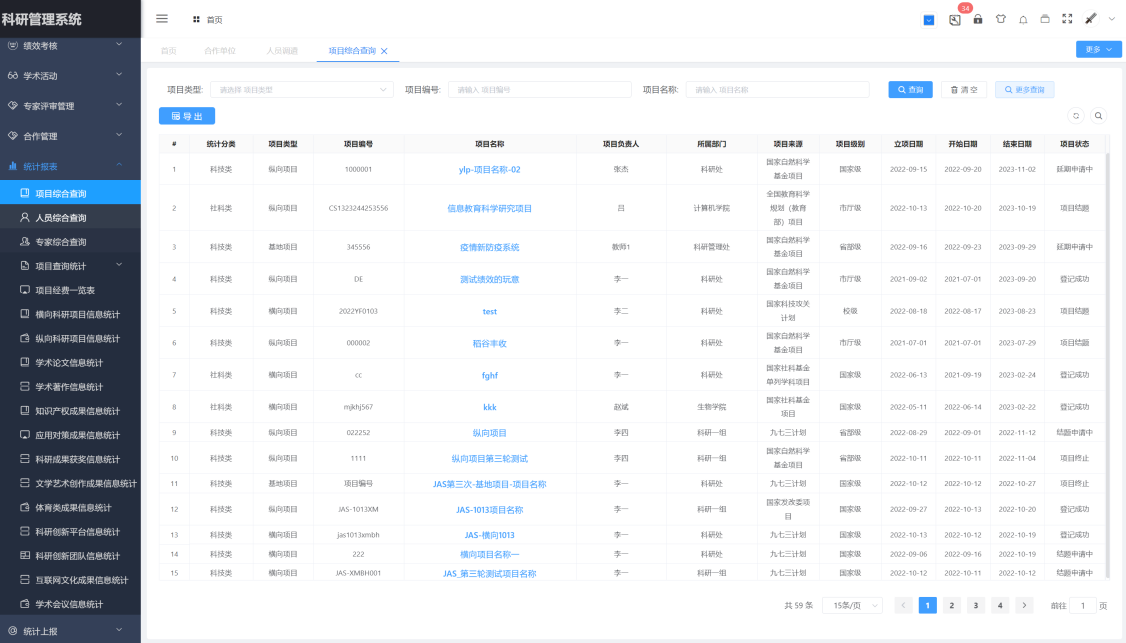 科研管理系统
首页
34
绩效考核
学术活动
专家评审管理
合作管理
统计报表
项目综合查询
人员综合查询
专家综合查询
项目查询统计
项目经费一览表
横向科研项目信息统计
纵向科研项目信息统计
学术论文信息统计
学术著作信息统计
知识产权成果信息统计
应用对策成果信息统计
科研成果获奖信息统计
文学艺术创作成果信息统计
体育类成果信息统计
科研创新平台信息统计
科研创新团队信息统计
互联网文化成果信息统计
学术会议信息统计
统计上报
首页 合作单位 人员调遣 项目综合查询 × 更多
项目类型: 请选择 项目类型 项目编号: 请输入 项目编号 项目名称: 请输入 项目名称 查询 清 空 更多查询
导 出
# 统计分类 项目类型 项目编号 项目名称 项目负责人 所属部门 项目来源 项目级别 立项日期 开始日期 结束日期 项目状态
1 科技类 纵向项目 1000001 ylp-项目名称-02 张杰 科研处 国家自然科学基金项目 国家级 2022-09-15 2022-09-20 2023-11-02 延期申请中
2 社科类 纵向项目 CS1323244253556 信息教育科学研究项目 吕 计算机学院 全国教育科学规划（教育部）项目 市厅级 2022-10-13 2022-10-20 2023-10-19 项目结题
3 科技类 基地项目 345556 疫情新防疫系统 教师1 科研管理处 国家自然科学基金项目 省部级 2022-09-16 2022-09-23 2023-09-29 延期申请中
4 科技类 纵向项目 DE 测试绩效的玩意 李一 科研处 国家自然科学基金项目 市厅级 2021-09-02 2021-07-01 2023-09-20 登记成功
5 科技类 横向项目 2022YF0103 test 李二 科研处 国家科技攻关计划 校级 2022-08-18 2022-08-17 2023-08-23 项目结题
6 科技类 纵向项目 000002 稻谷丰收 李一 科研处 国家自然科学基金项目 市厅级 2021-07-01 2021-07-01 2023-07-29 项目结题
7 社科类 横向项目 cc fghf 李一 科研处 国家社科基金单列学科项目 国家级 2022-06-13 2021-09-19 2023-02-24 登记成功
8 社科类 横向项目 mjkhj567 kkk 赵斌 生物学院 国家社科基金项目 国家级 2022-05-11 2022-06-14 2023-02-22 登记成功
9 科技类 纵向项目 022252 纵向项目 李四 科研一组 九七三计划 省部级 2022-08-29 2022-09-01 2022-11-12 结题申请中
10 科技类 纵向项目 1111 纵向项目第三轮测试 李四 科研一组 国家自然科学基金项目 省部级 2022-10-11 2022-10-11 2022-11-04 项目终止
11 科技类 基地项目 项目编号 JAS第三次-基地项目-项目名称 李一 科研处 九七三计划 国家级 2022-10-12 2022-10-12 2022-10-27 项目终止
12 科技类 纵向项目 JAS-1013XM JAS-1013项目名称 李一 科研一组 国家发改委项目 国家级 2022-09-27 2022-10-13 2022-10-20 登记成功
13 科技类 横向项目 jas1013xmbh JAS-横向1013 李一 科研处 九七三计划 国家级 2022-10-13 2022-10-12 2022-10-19 登记成功
14 科技类 横向项目 222 横向项目名称一 李一 科研处 九七三计划 国家级 2022-09-06 2022-09-16 2022-10-19 结题申请中
15 科技类 横向项目 JAS-XMBH001 JAS_第三轮测试项目名称 李一 科研一组 九七三计划 国家级 2022-10-12 2022-10-11 2022-10-12 结题申请中
共 59 条 15条/页 1 2 3 4 前往 1 页